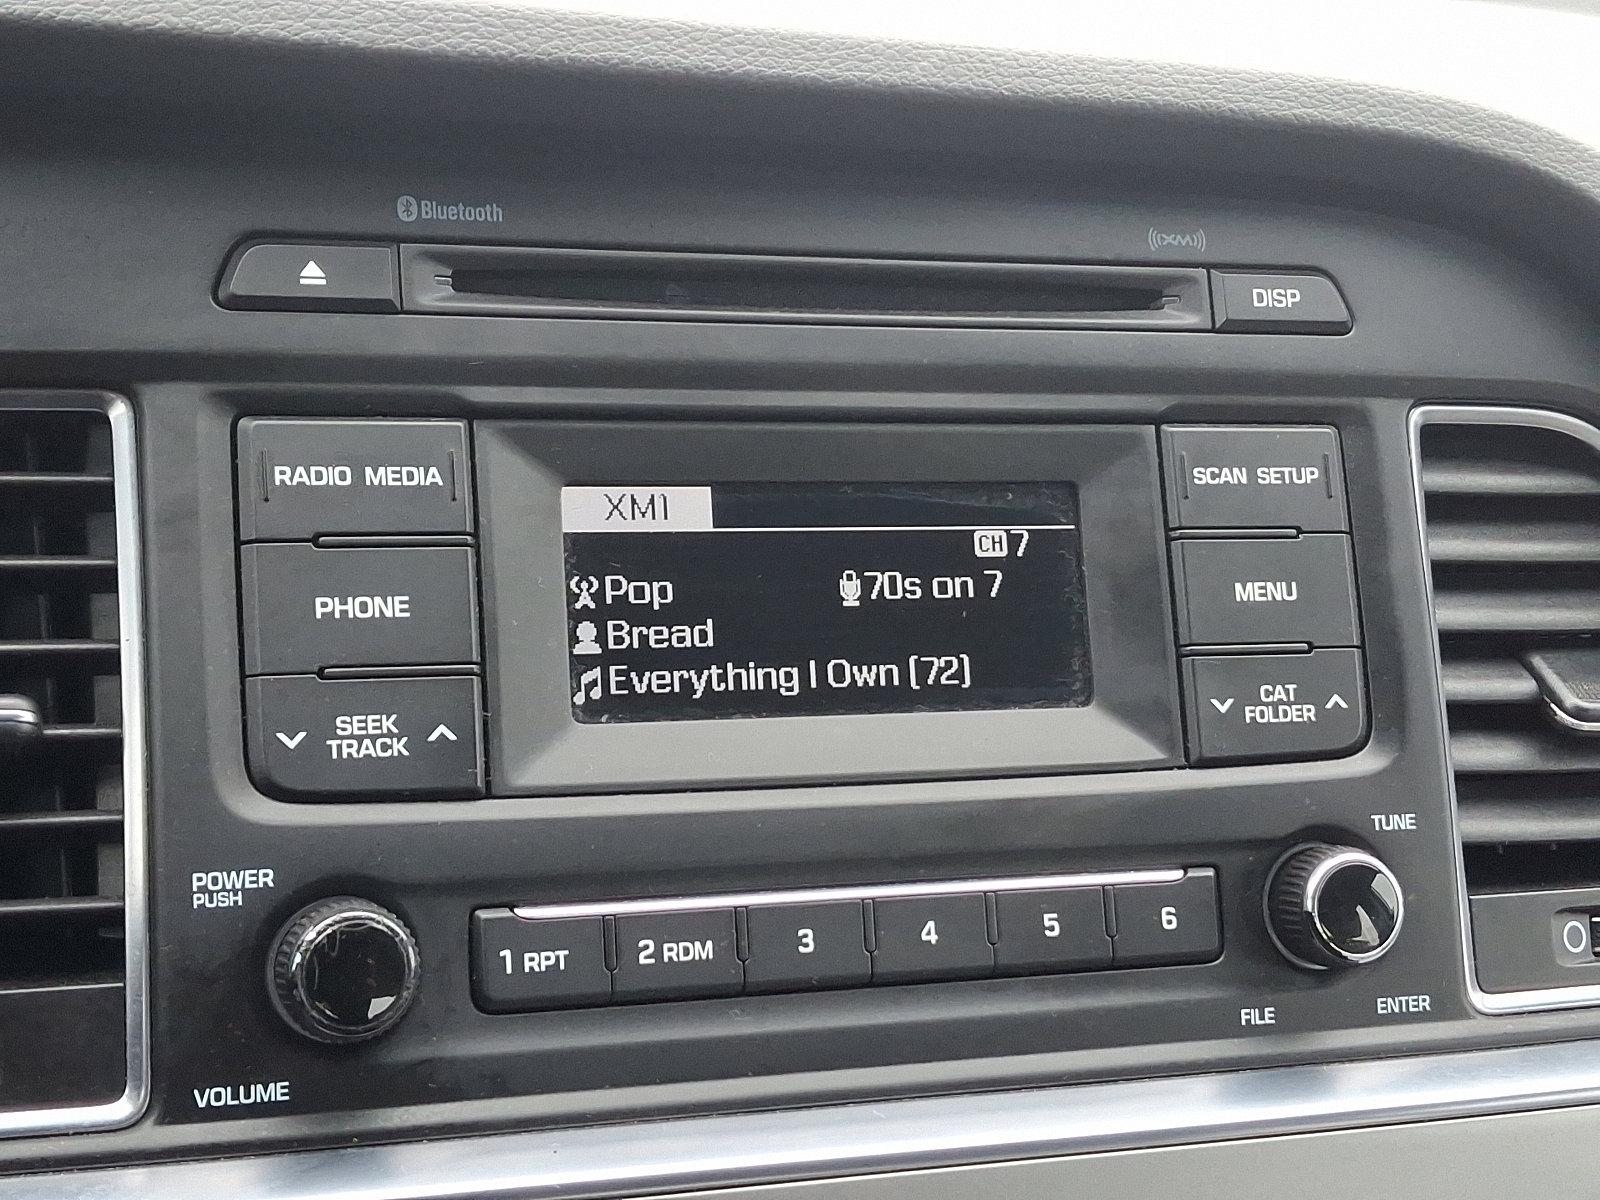 Bluetooth
((XM))
DISP
RADIO MEDIA
SCAN SETUP
XM1
CH 7
Pop
70s on 7
PHONE
MENU
Bread
Everything I Own (72)
SEEK
TRACK
CAT
FOLDER
TUNE
POWER
PUSH
1 RPT
2 RDM
3
4
5
6
FILE
ENTER
VOLUME